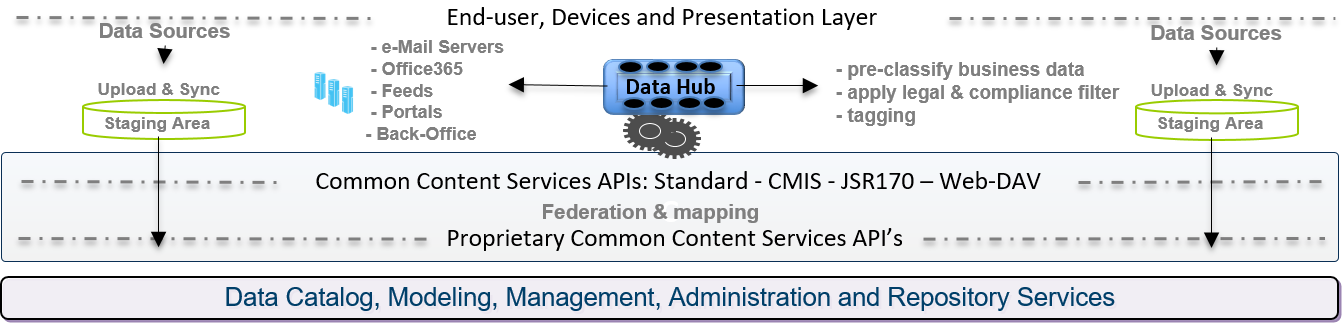 End-user, Devices and Presentation Layer
Data Sources
Upload & Sync
Staging Area
- e-Mail Servers
- Office365
- Feeds
- Portals
- Back-Office
Data Hub
- pre-classify business data
- apply legal & compliance filter
- tagging
Data Sources
Upload & Sync
Staging Area
Common Content Services APIs: Standard - CMIS - JSR170 – Web-DAV
Federation & mapping
Proprietary Common Content Services API’s
Data Catalog, Modeling, Management, Administration and Repository Services